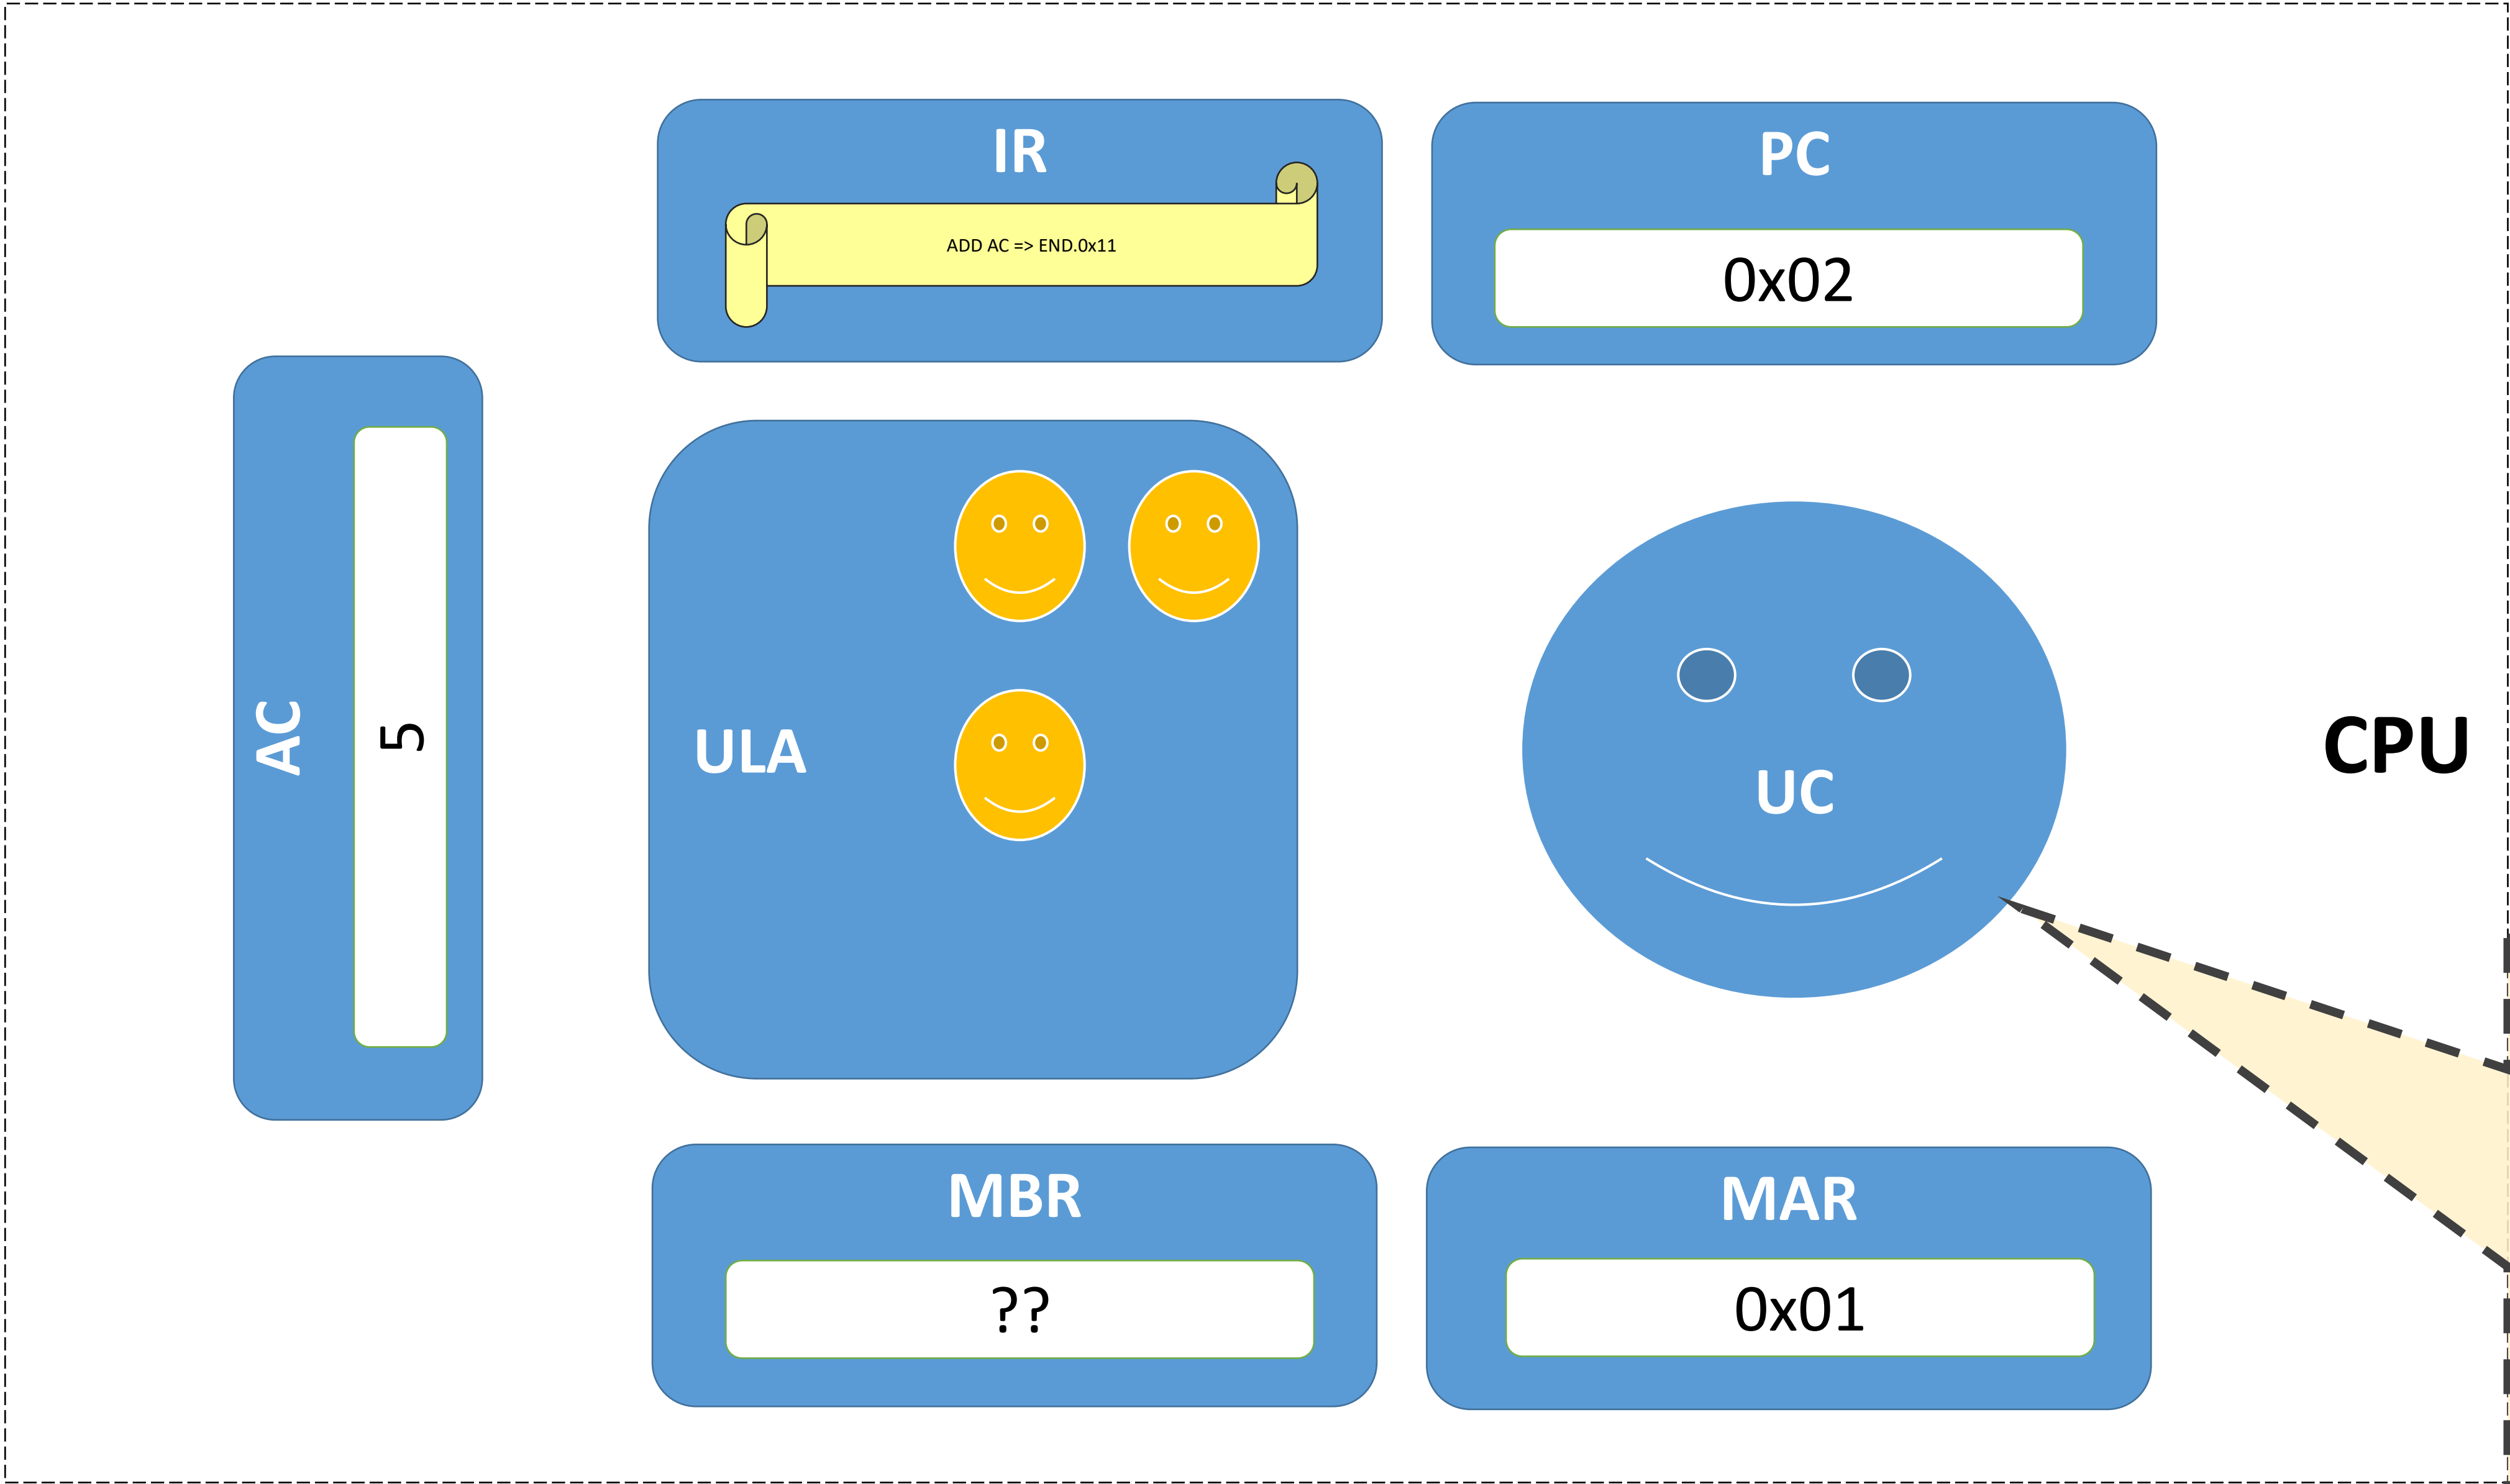 IR
ADD AC => END.0x11
PC
0x02
AC
5
ULA
UC
CPU
MBR
??
MAR
0x01